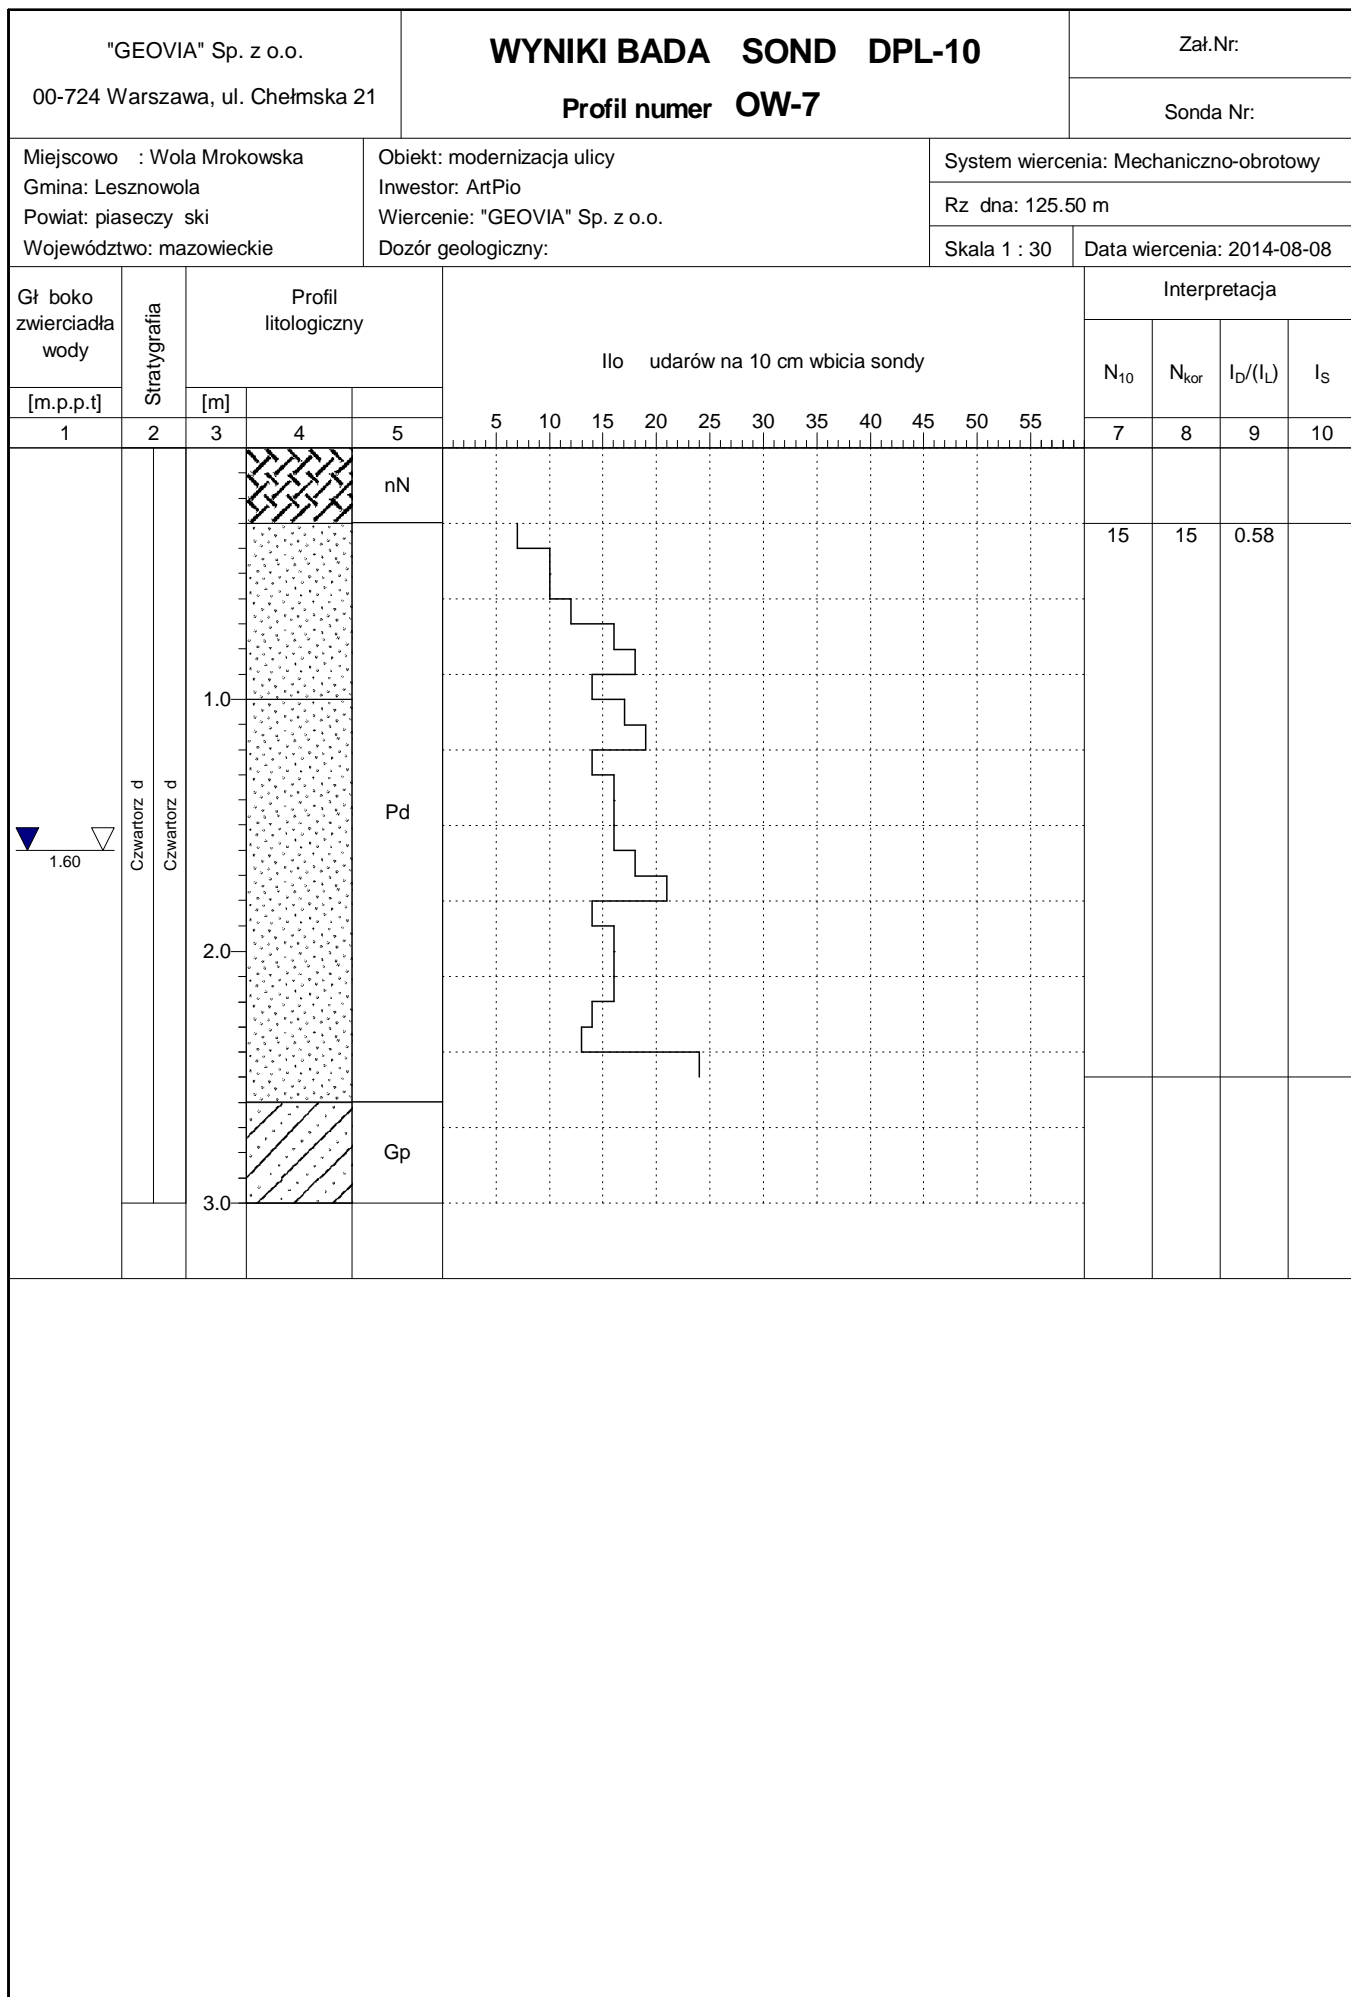 "GEOVIA" Sp. z o.o.
00-724 Warszawa, ul. Chełmska 21
WYNIKI BADA SOND DPL-10
Profil numer OW-7
Zał.Nr:
Sonda Nr:
Miejscowo : Wola Mrokowska
Gmina: Lesznowola
Powiat: piaseczy ski
Województwo: mazowieckie
Obiekt: modernizacja ulicy
Inwestor: ArtPio
Wiercenie: "GEOVIA" Sp. z o.o.
Dozór geologiczny:
System wiercenia: Mechaniczno-obrotowy
Rz dna: 125.50 m
Skala 1 : 30
Data wiercenia: 2014-08-08
Gł boko
zwierciadła
wody
[m.p.p.t]
Stratygrafia
Profil
litologiczny
[m]
Ilo udarów na 10 cm wbicia sondy
Interpretacja
N10 Nkor ID/(IL) IS
5 10 15 20 25 30 35 40 45 50 55
1 2 3 4 5 7 8 9 10
nN
15 15 0.58
1.0
Czwartorz d
Czwartorz d
Pd
1.60
2.0
Gp
3.0